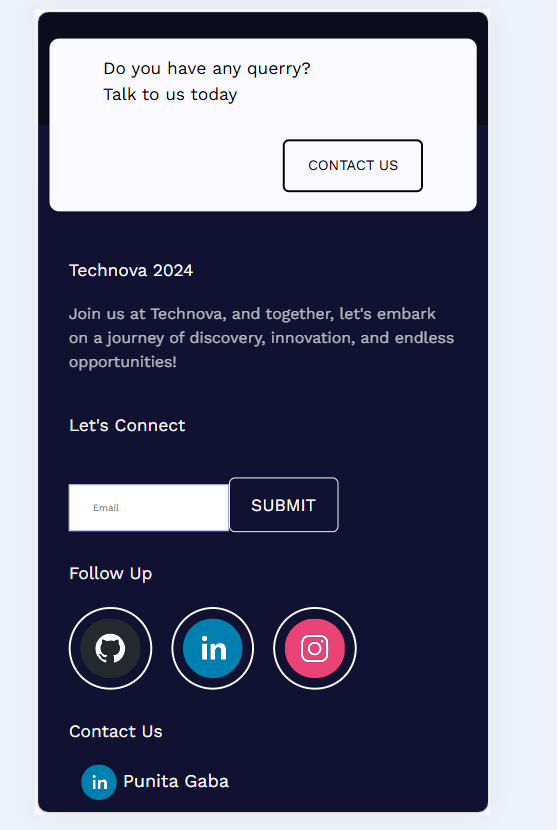 Do you have any querry?
Talk to us today
CONTACT US
Technova 2024
Join us at Technova, and together, let's embark
on a journey of discovery, innovation, and endless
opportunities!
Let's Connect
Email
SUBMIT
Follow Up
in
Contact Us
in Punita Gaba